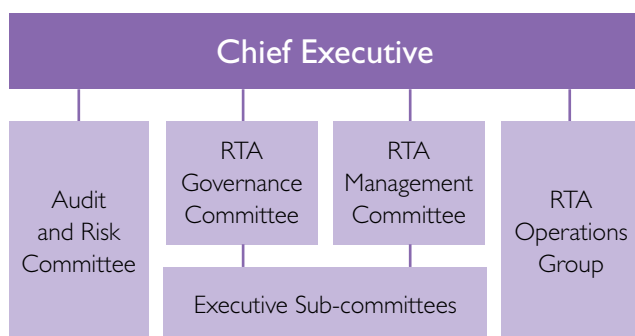 Chief Executive
Audit
and Risk
Committee
RTA
Governance
Committee
RTA
Management
Committee
RTA
Operations
Group
Executive Sub-committees